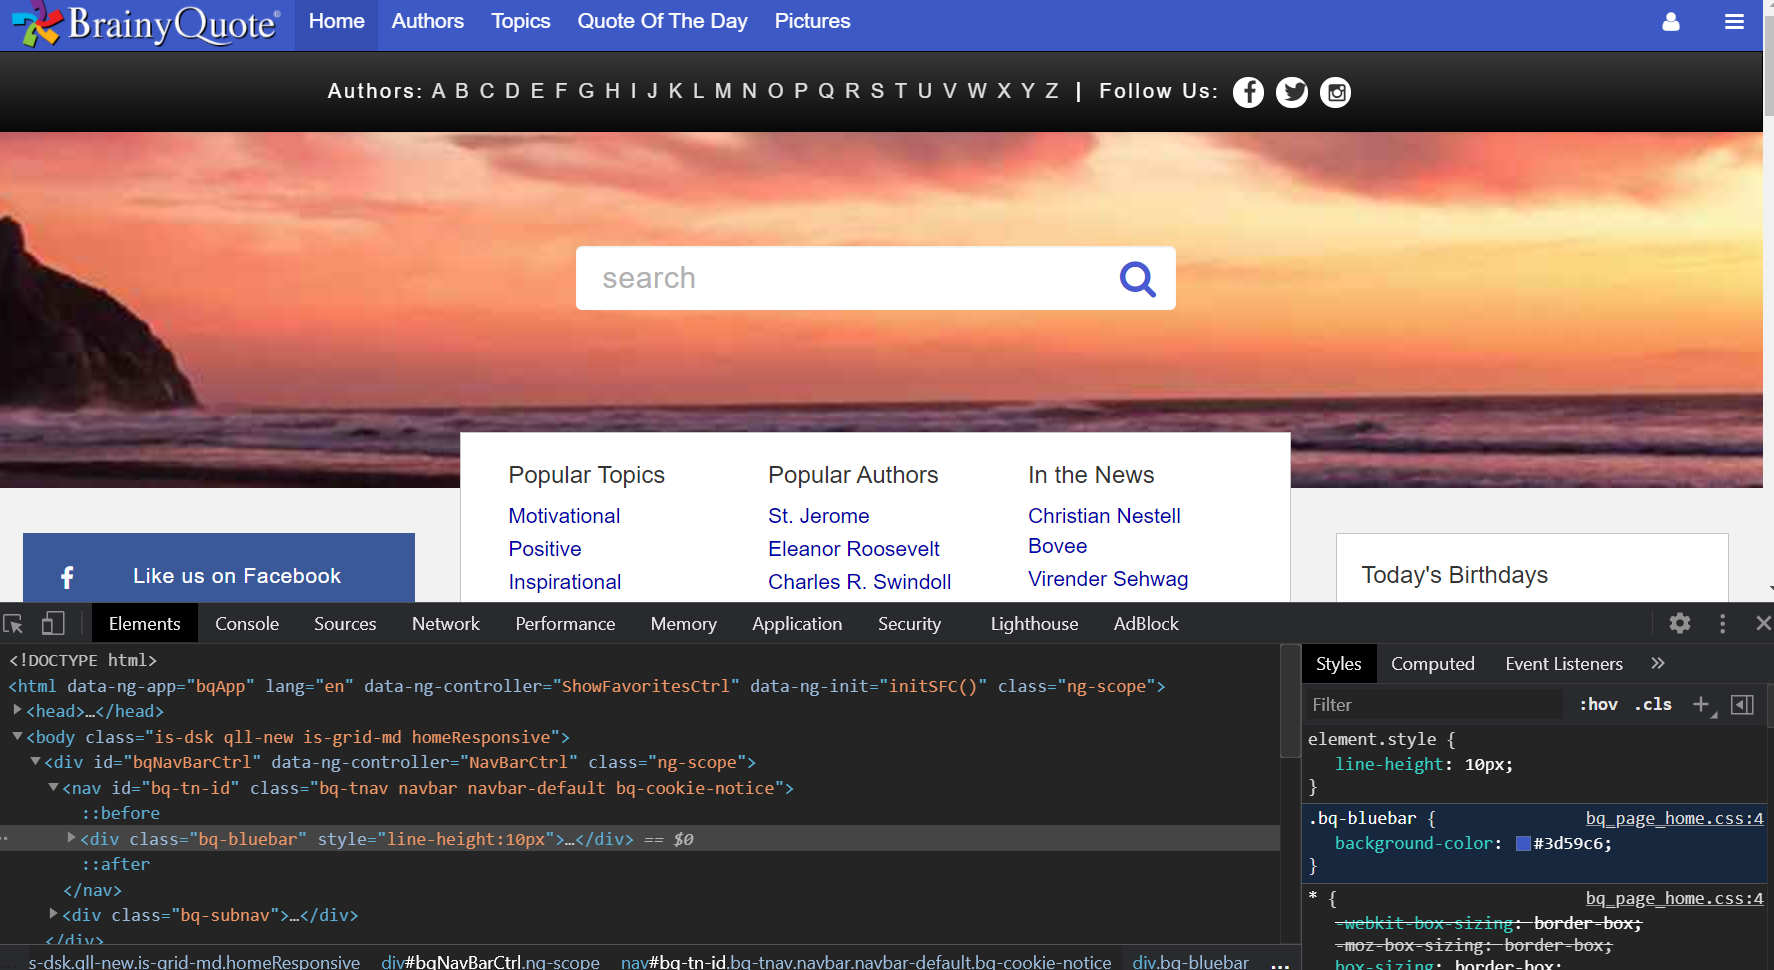 BrainyQuote® Home Authors Topics Quote Of The Day Pictures
Authors: A B C D E F G H I J K L M N O P Q R S T U V W X Y Z | Follow Us:
search
Popular Topics
Motivational
Positive
Inspirational
Popular Authors
St. Jerome
Eleanor Roosevelt
Charles R. Swindoll
In the News
Christian Nestell
Bovee
Virender Sehwag
Like us on Facebook
Today's Birthdays
Elements Console Sources Network Performance Memory Application Security Lighthouse AdBlock
<!DOCTYPE html>
<html data-ng-app="bqApp" lang="en" data-ng-controller="ShowFavoritesCtrl" data-ng-init="initSFC()" class="ng-scope">
<head>…</head>
<body class="is-dsk qll-new is-grid-md homeResponsive">
<div id="bqNavBarCtrl" data-ng-controller="NavBarCtrl" class="ng-scope">
<nav id="bq-tn-id" class="bq-tnav navbar navbar-default bq-cookie-notice">
::before
<div class="bq-bluebar" style="line-height:10px">…</div> == $0
::after
</nav>
<div class="bq-subnav">…</div>
</div>
s-dsk.qll-new.is-grid-md.homeResponsive div#bqNavBarCtrl.ng-scope nav#bq-tn-id.bq-tnav.navbar.navbar-default.bq-cookie-notice div.bq-bluebar ...
Styles Computed Event Listeners »
Filter :hov .cls +
element.style {
line-height: 10px;
}
.bq-bluebar { bq_page_home.css:4
background-color: #3d59c6;
}
* { bq_page_home.css:4
-webkit-box-sizing: border-box;
-moz-box-sizing: border-box;
box-sizing: border-box;